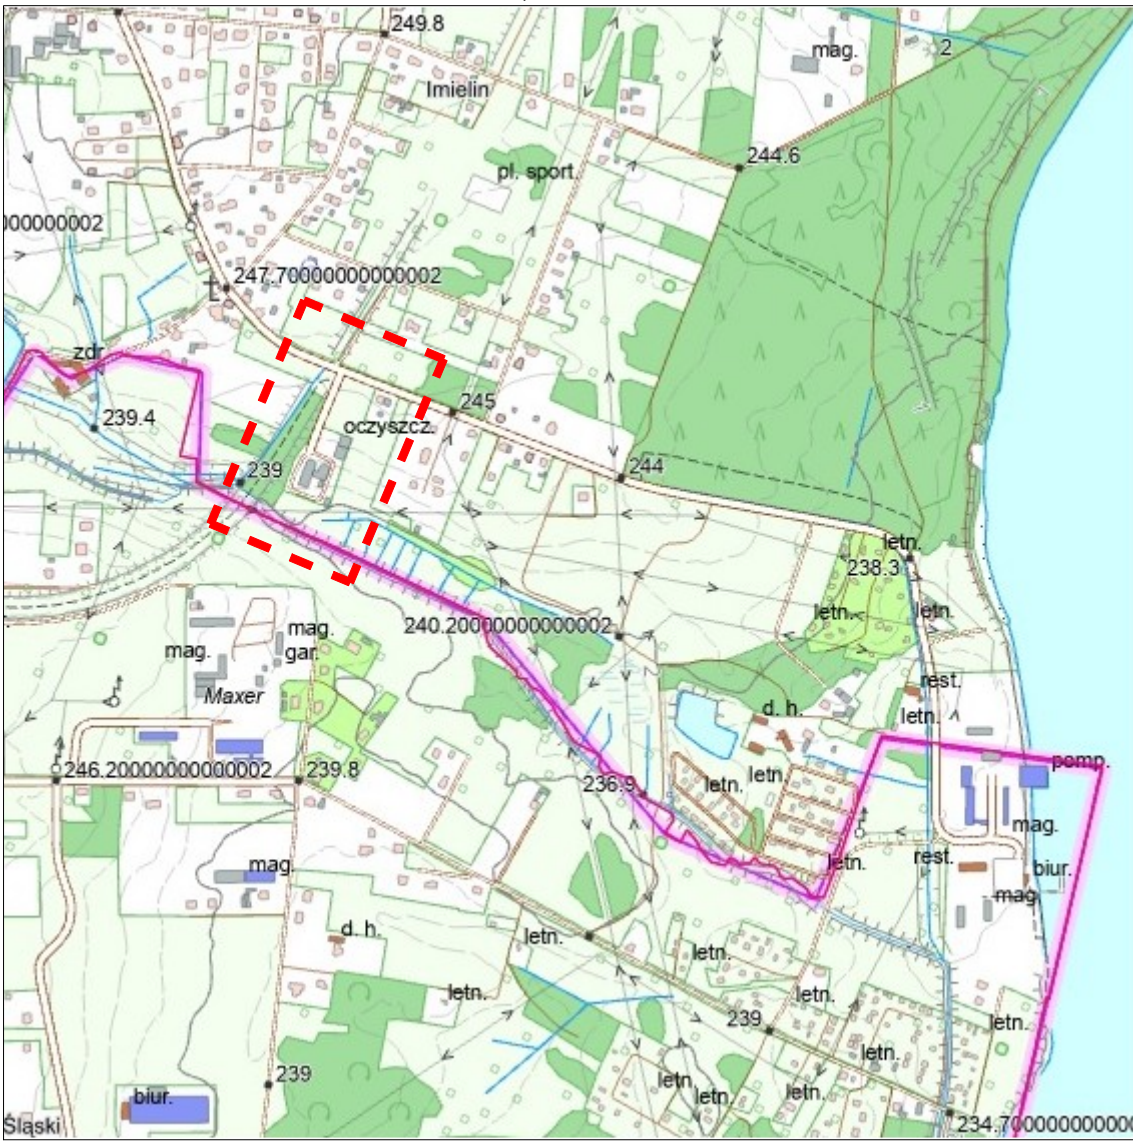 249.8
mag.
2
Imielin
244.6
pl. sport.
000000002
247.70000000000002
zdr.
239.4
245
oczyszcz.
239
244
letn.
238.3
letn.
letn.
240.20000000000002
mag.
mag.
gar.
rest.
Maxer
d. h.
letn.
pomp.
246.20000000000002
239.8
letn.
letn.
236.9
mag.
rest.
letn.
mag.
biur.
mag.
d. h.
letn.
letn.
letn.
letn.
239
letn.
letn.
239
letn.
letn.
letn.
biur.
234.7000000000000
Śląski